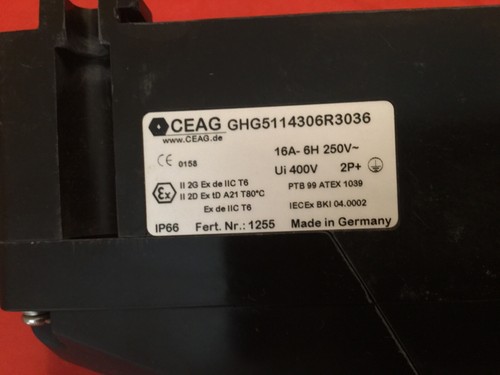 CEAG GHG5114306R3036
www.CEAG.de
16A- 6H 250V~
CE 0158
Ui 400V 2P+
Ex II 2G Ex de IIC T6 PTB 99 ATEX 1039
II 2D Ex tD A21 T80°C
Ex de IIC T6 IECEx BKI 04.0002
IP66 Fert. Nr.: 1255 Made in Germany